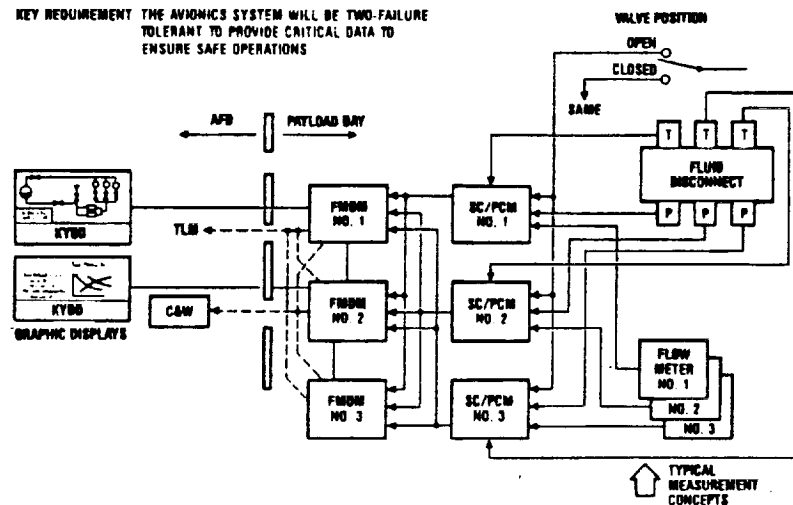 KEY REQUIREMENT THE AVIONICS SYSTEM WILL BE TWO-FAILURE
TOLERANT TO PROVIDE CRITICAL DATA TO
ENSURE SAFE OPERATIONS
VALVE POSITION
OPEN
CLOSED
SAME
AFD
PAYLOAD BAY
T T T
FLUID
DISCONNECT
P P P
KYBD
FMDM
NO. 1
SC/PCM
NO. 1
TLM
KYBD
GRAPHIC DISPLAYS
C&W
FMDM
NO. 2
SC/PCM
NO. 2
FLOW
METER
NO. 1
NO. 2
NO. 3
FMDM
NO. 3
SC/PCM
NO. 3
TYPICAL
MEASUREMENT
CONCEPTS